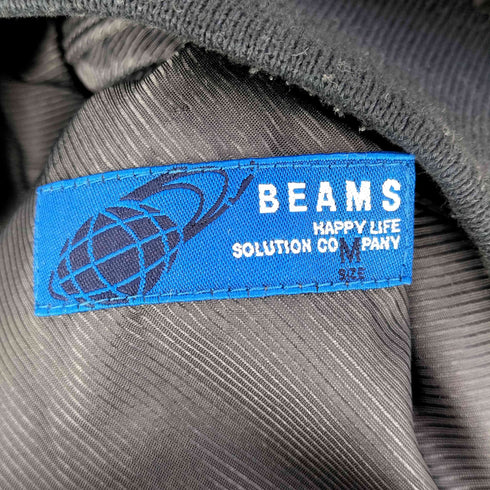 BEAMS
HAPPY LIFE
SOLUTION COMPANY
SIZE